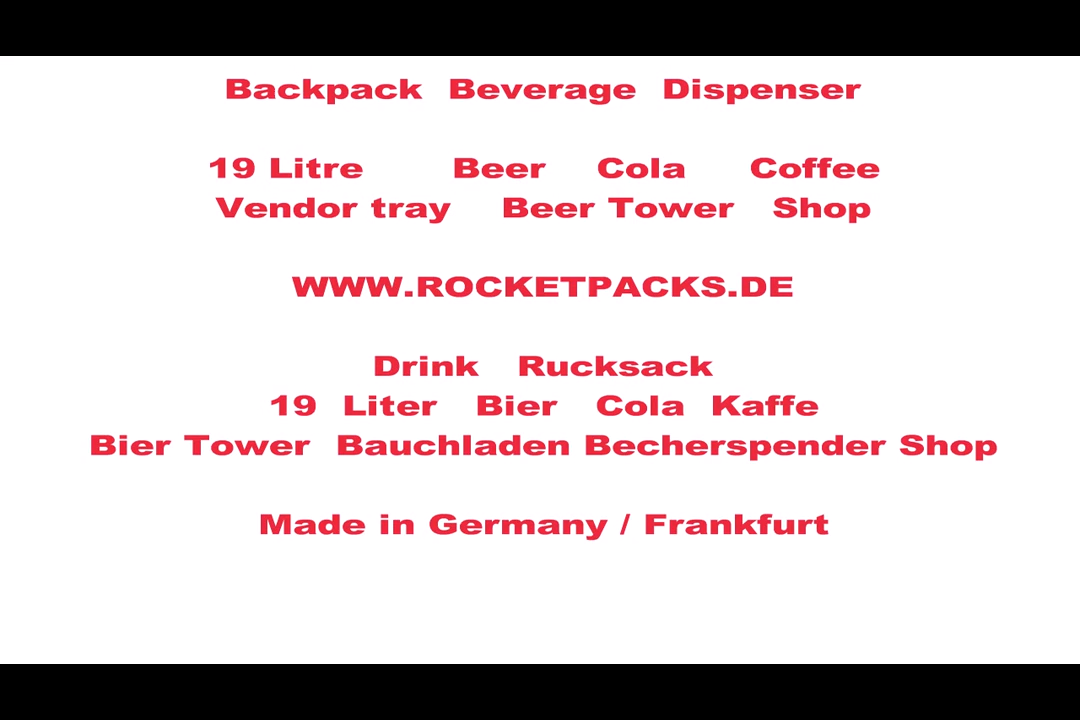 Backpack Beverage Dispenser
19 Litre Beer Cola Coffee
Vendor tray Beer Tower Shop
WWW.ROCKETPACKS.DE
Drink Rucksack
19 Liter Bier Cola Kaffe
Bier Tower Bauchladen Becherspender Shop
Made in Germany / Frankfurt